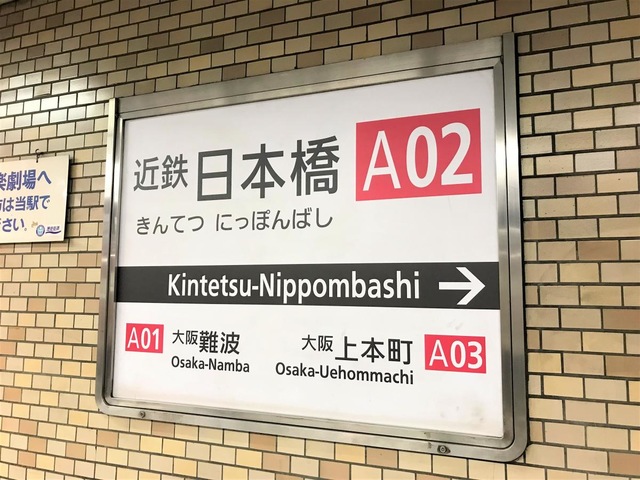 楽劇場へ
は当駅で
さい。
近鉄 日本橋 A02
きんてつ にっぽんばし
Kintetsu-Nippombashi →
A01 大阪難波
Osaka-Namba
大阪上本町 A03
Osaka-Uehommachi